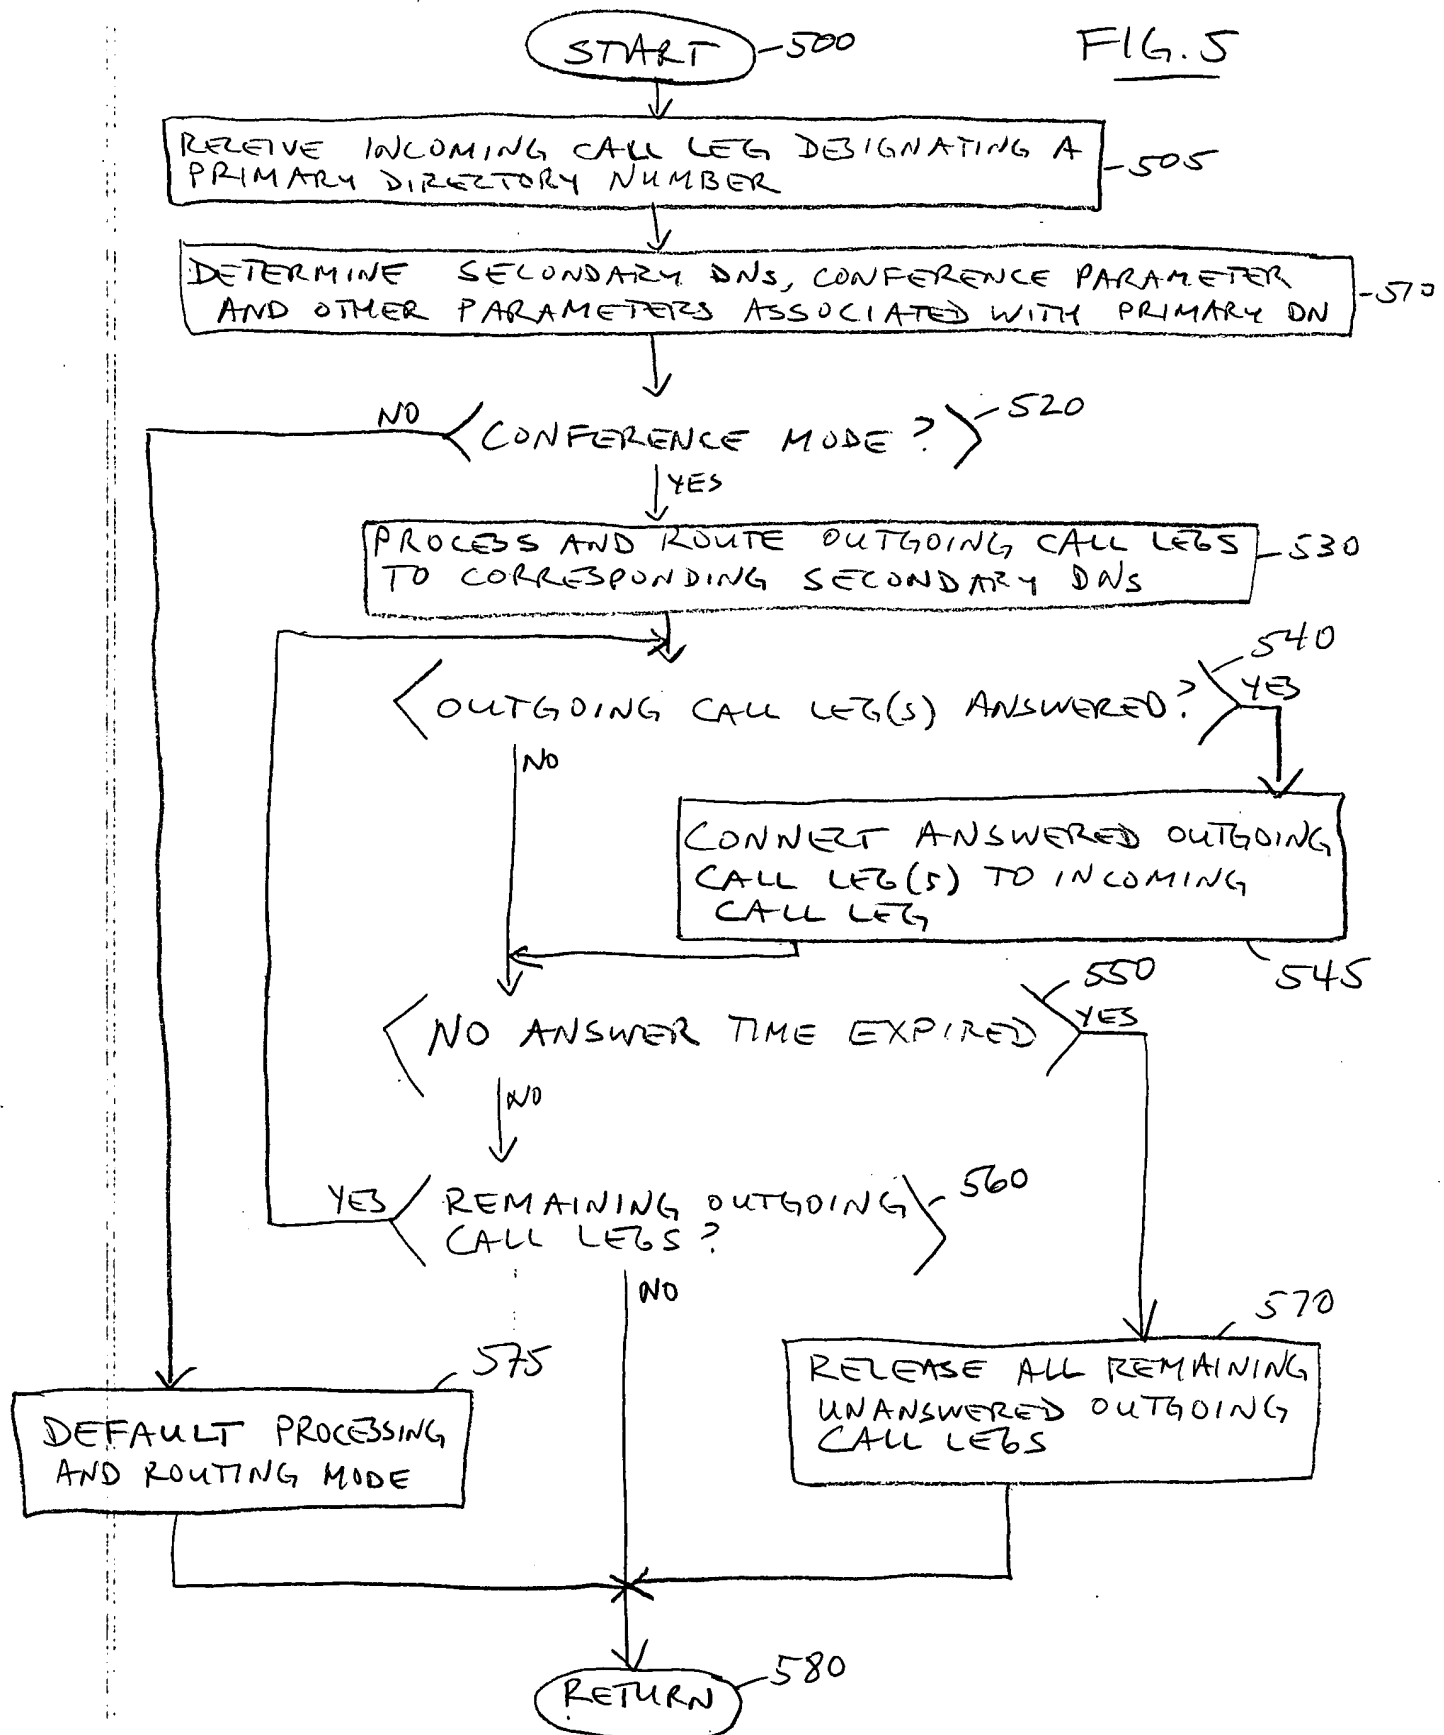 START
500
FIG. 5
RECEIVE INCOMING CALL LEG DESIGNATING A
PRIMARY DIRECTORY NUMBER
505
DETERMINE SECONDARY DNS, CONFERENCE PARAMETER
AND OTHER PARAMETERS ASSOCIATED WITH PRIMARY DN
510
NO
CONFERENCE MODE?
520
YES
PROCESS AND ROUTE OUTGOING CALL LEGS
TO CORRESPONDING SECONDARY DNS
530
540
OUTGOING CALL LEG(S) ANSWERED?
YES
NO
CONNECT ANSWERED OUTGOING
CALL LEG(S) TO INCOMING
CALL LEG
545
550
NO ANSWER TIME EXPIRED
YES
NO
560
YES
REMAINING OUTGOING
CALL LEGS?
NO
570
575
RELEASE ALL REMAINING
UNANSWERED OUTGOING
CALL LEGS
DEFAULT PROCESSING
AND ROUTING MODE
580
RETURN